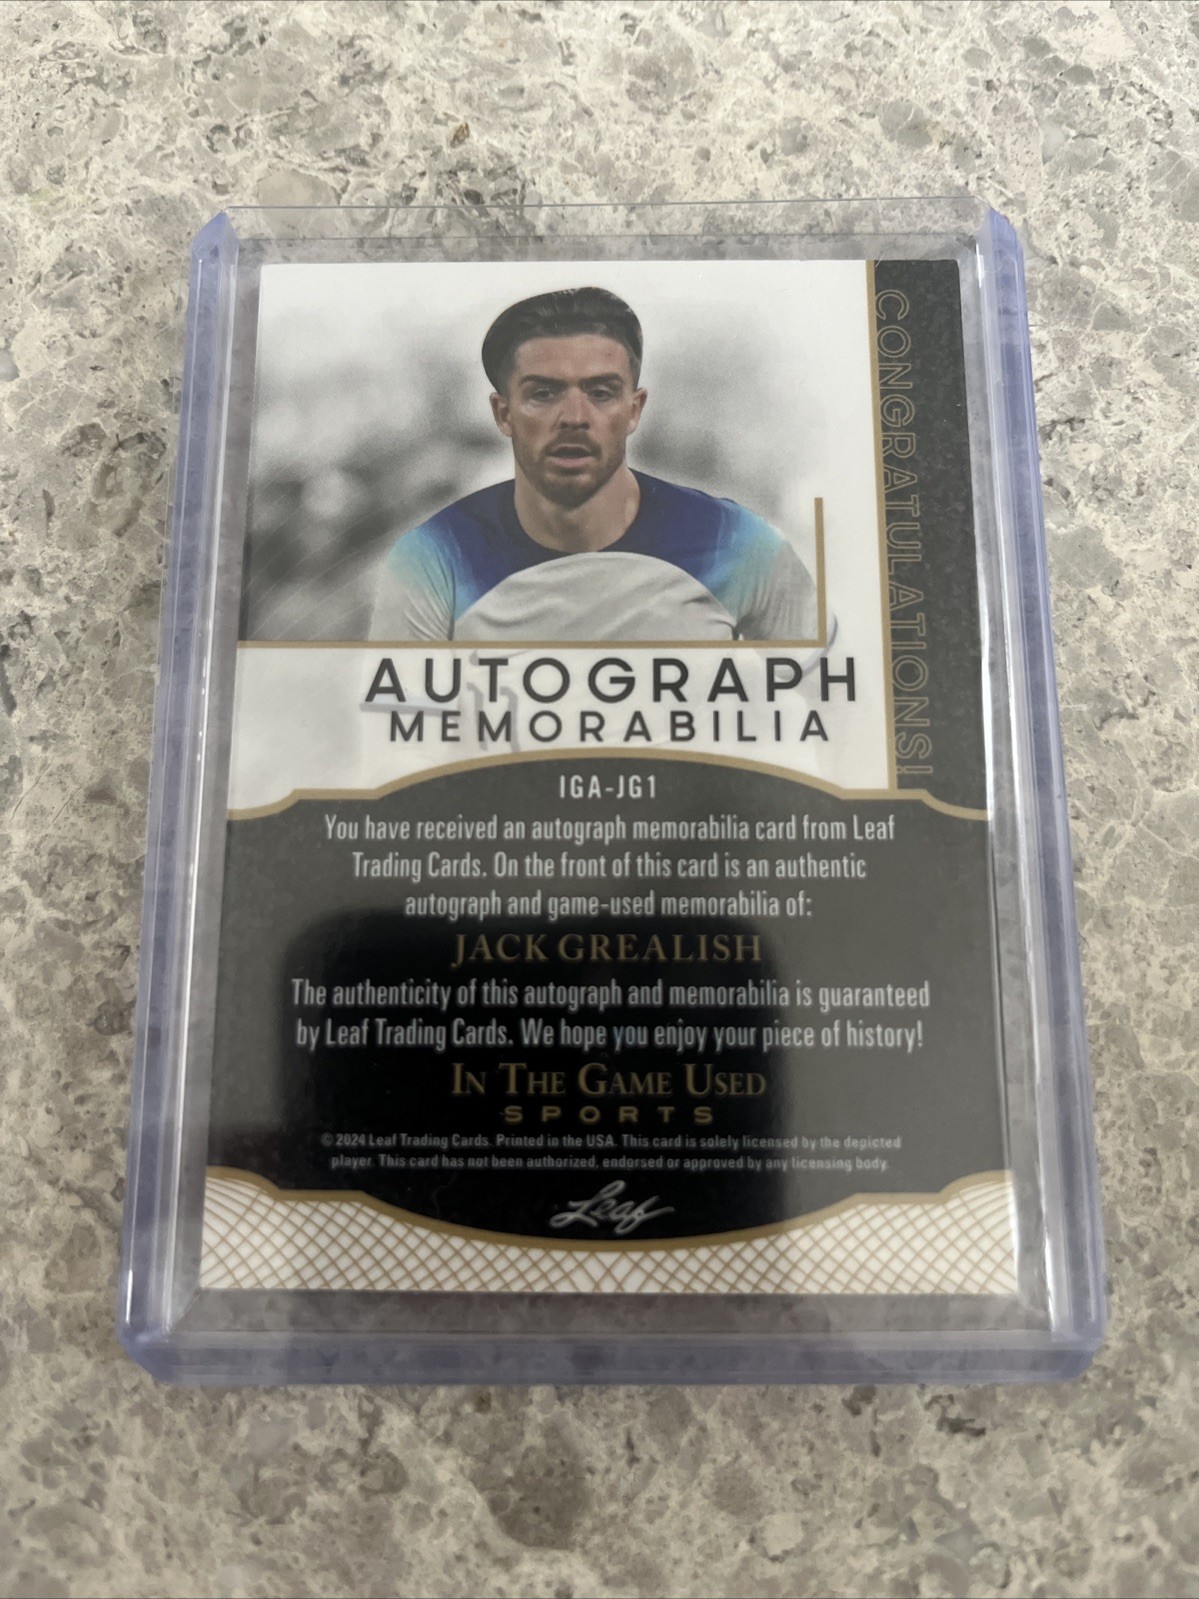 CONGRATULATIONS!
AUTOGRAPH
MEMORABILIA
IGA-JG1
You have received an autograph memorabilia card from Leaf
Trading Cards. On the front of this card is an authentic
autograph and game-used memorabilia of:
JACK GREALISH
The authenticity of this autograph and memorabilia is guaranteed
by Leaf Trading Cards. We hope you enjoy your piece of history!
IN THE GAME USED
SPORTS
© 2024 Leaf Trading Cards. Printed in the USA. This card is solely licensed by the depicted
player. This card has not been authorized, endorsed or approved by any licensing body.
Leaf